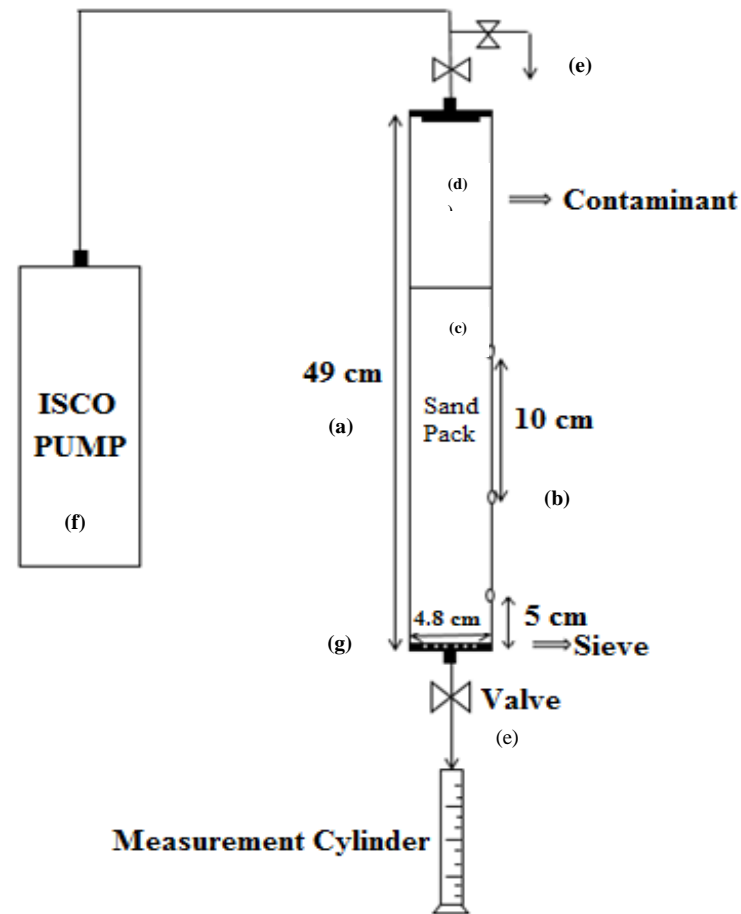 (e)
(d)
Contaminant
(c)
49 cm
ISCO
PUMP
Sand
Pack
10 cm
(a)
(b)
(f)
4.8 cm
5 cm
(g)
Sieve
Valve
(e)
Measurement Cylinder